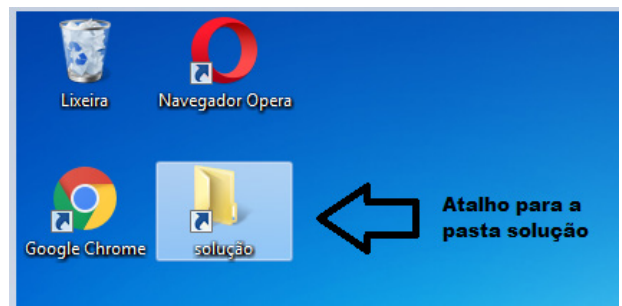 Lixeira
Navegador Opera
Google Chrome
solução
Atalho para a
pasta solução